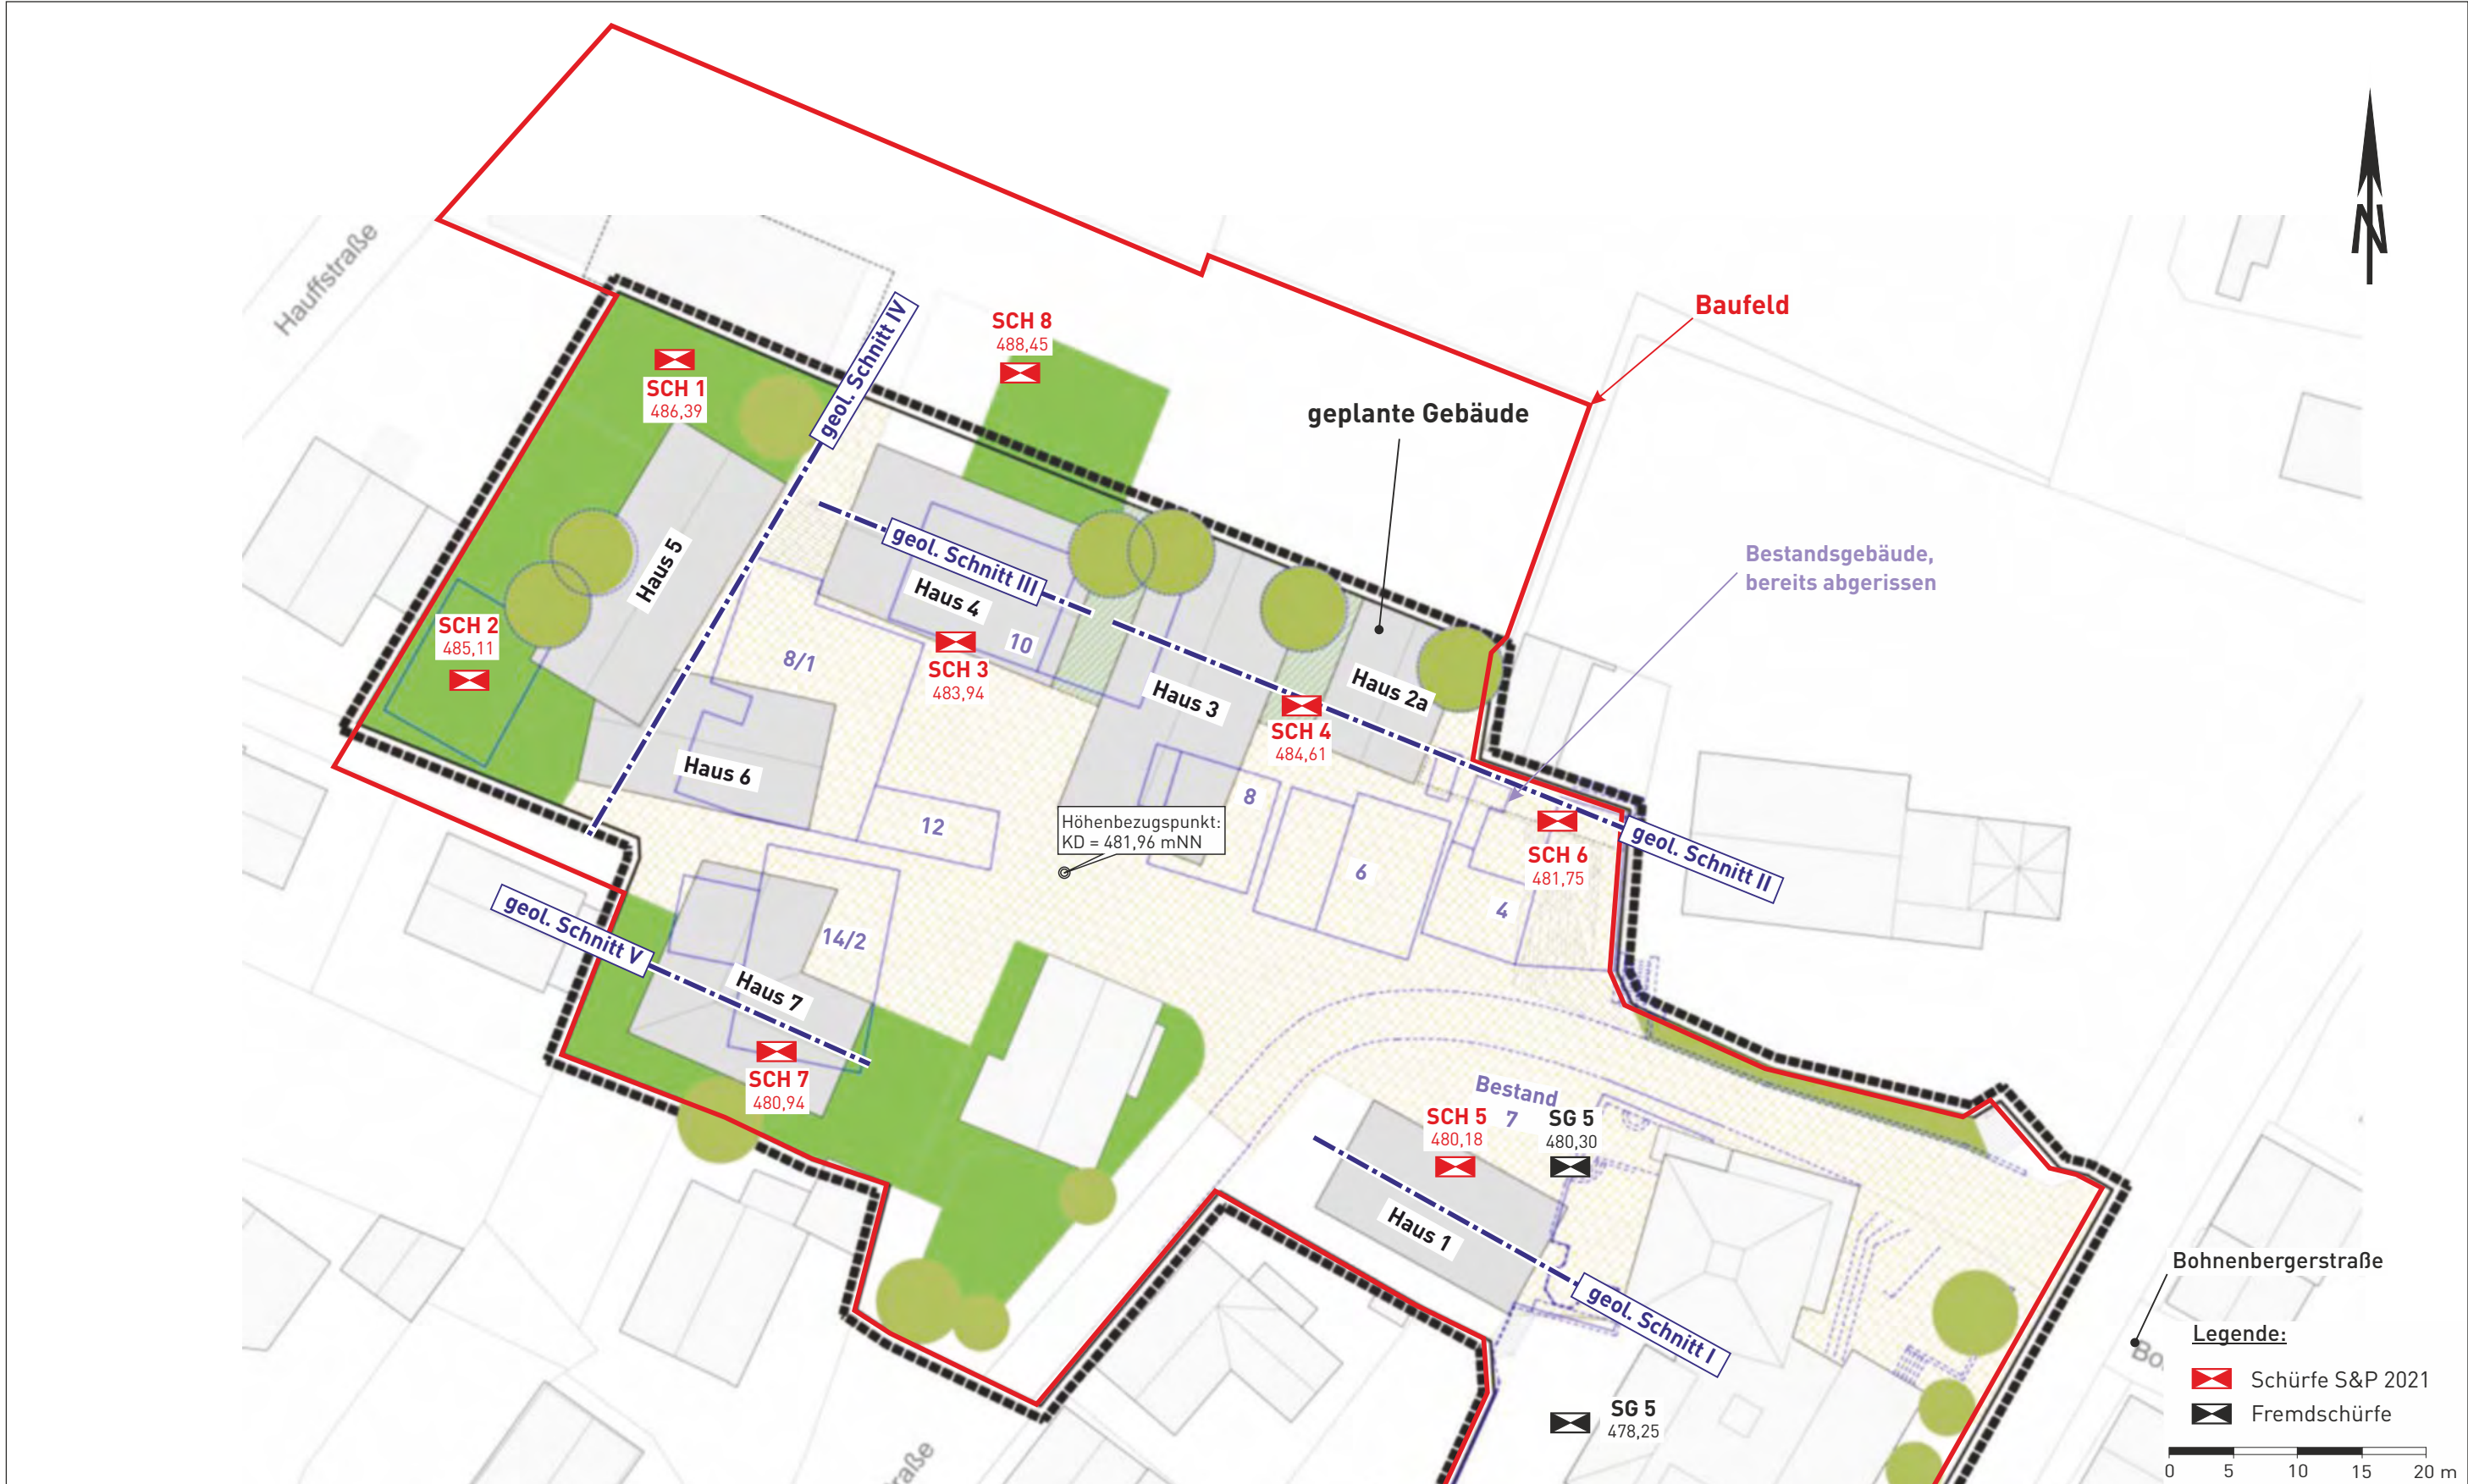 Hauffstraße
SCH 1
486,39
SCH 8
488,45
geol. Schnitt IV
Baufeld
geplante Gebäude
N
Bestandsgebäude,
bereits abgerissen
geol. Schnitt III
Haus 5
Haus 4
10
SCH 2
485,11
8/1
SCH 3
483,94
Haus 3
Haus 2a
SCH 4
484,61
Haus 6
12
8
Höhenbezugspunkt:
KD = 481,96 mNN
6
4
SCH 6
481,75
geol. Schnitt II
geol. Schnitt V
14/2
Haus 7
SCH 7
480,94
Bestand
7
SCH 5
480,18
SG 5
480,30
Haus 1
geol. Schnitt I
SG 5
478,25
Bohnenbergerstraße
Bo
raße
Legende:
Schürfe S&P 2021
Fremdschürfe
0 5 10 15 20 m